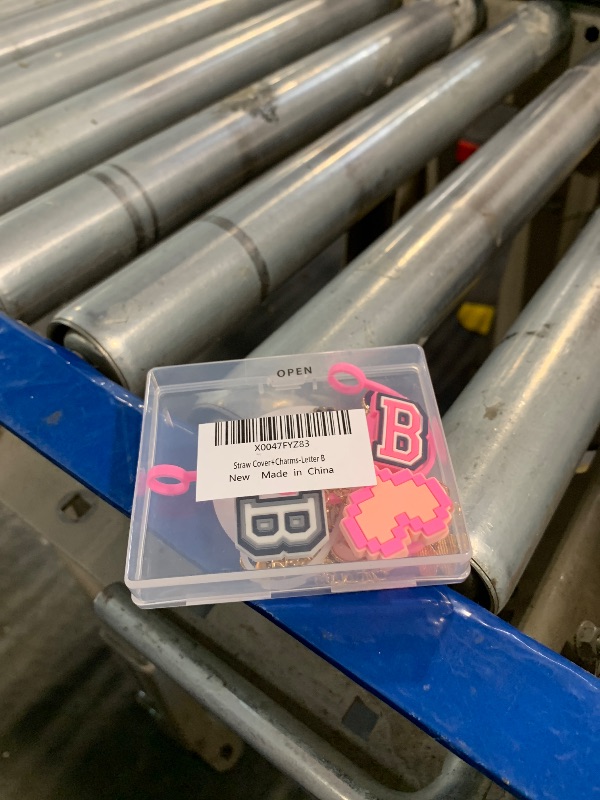 OPEN
X0047FYZ83
Straw Cover+Charms-Letter B
New Made in China
B
B